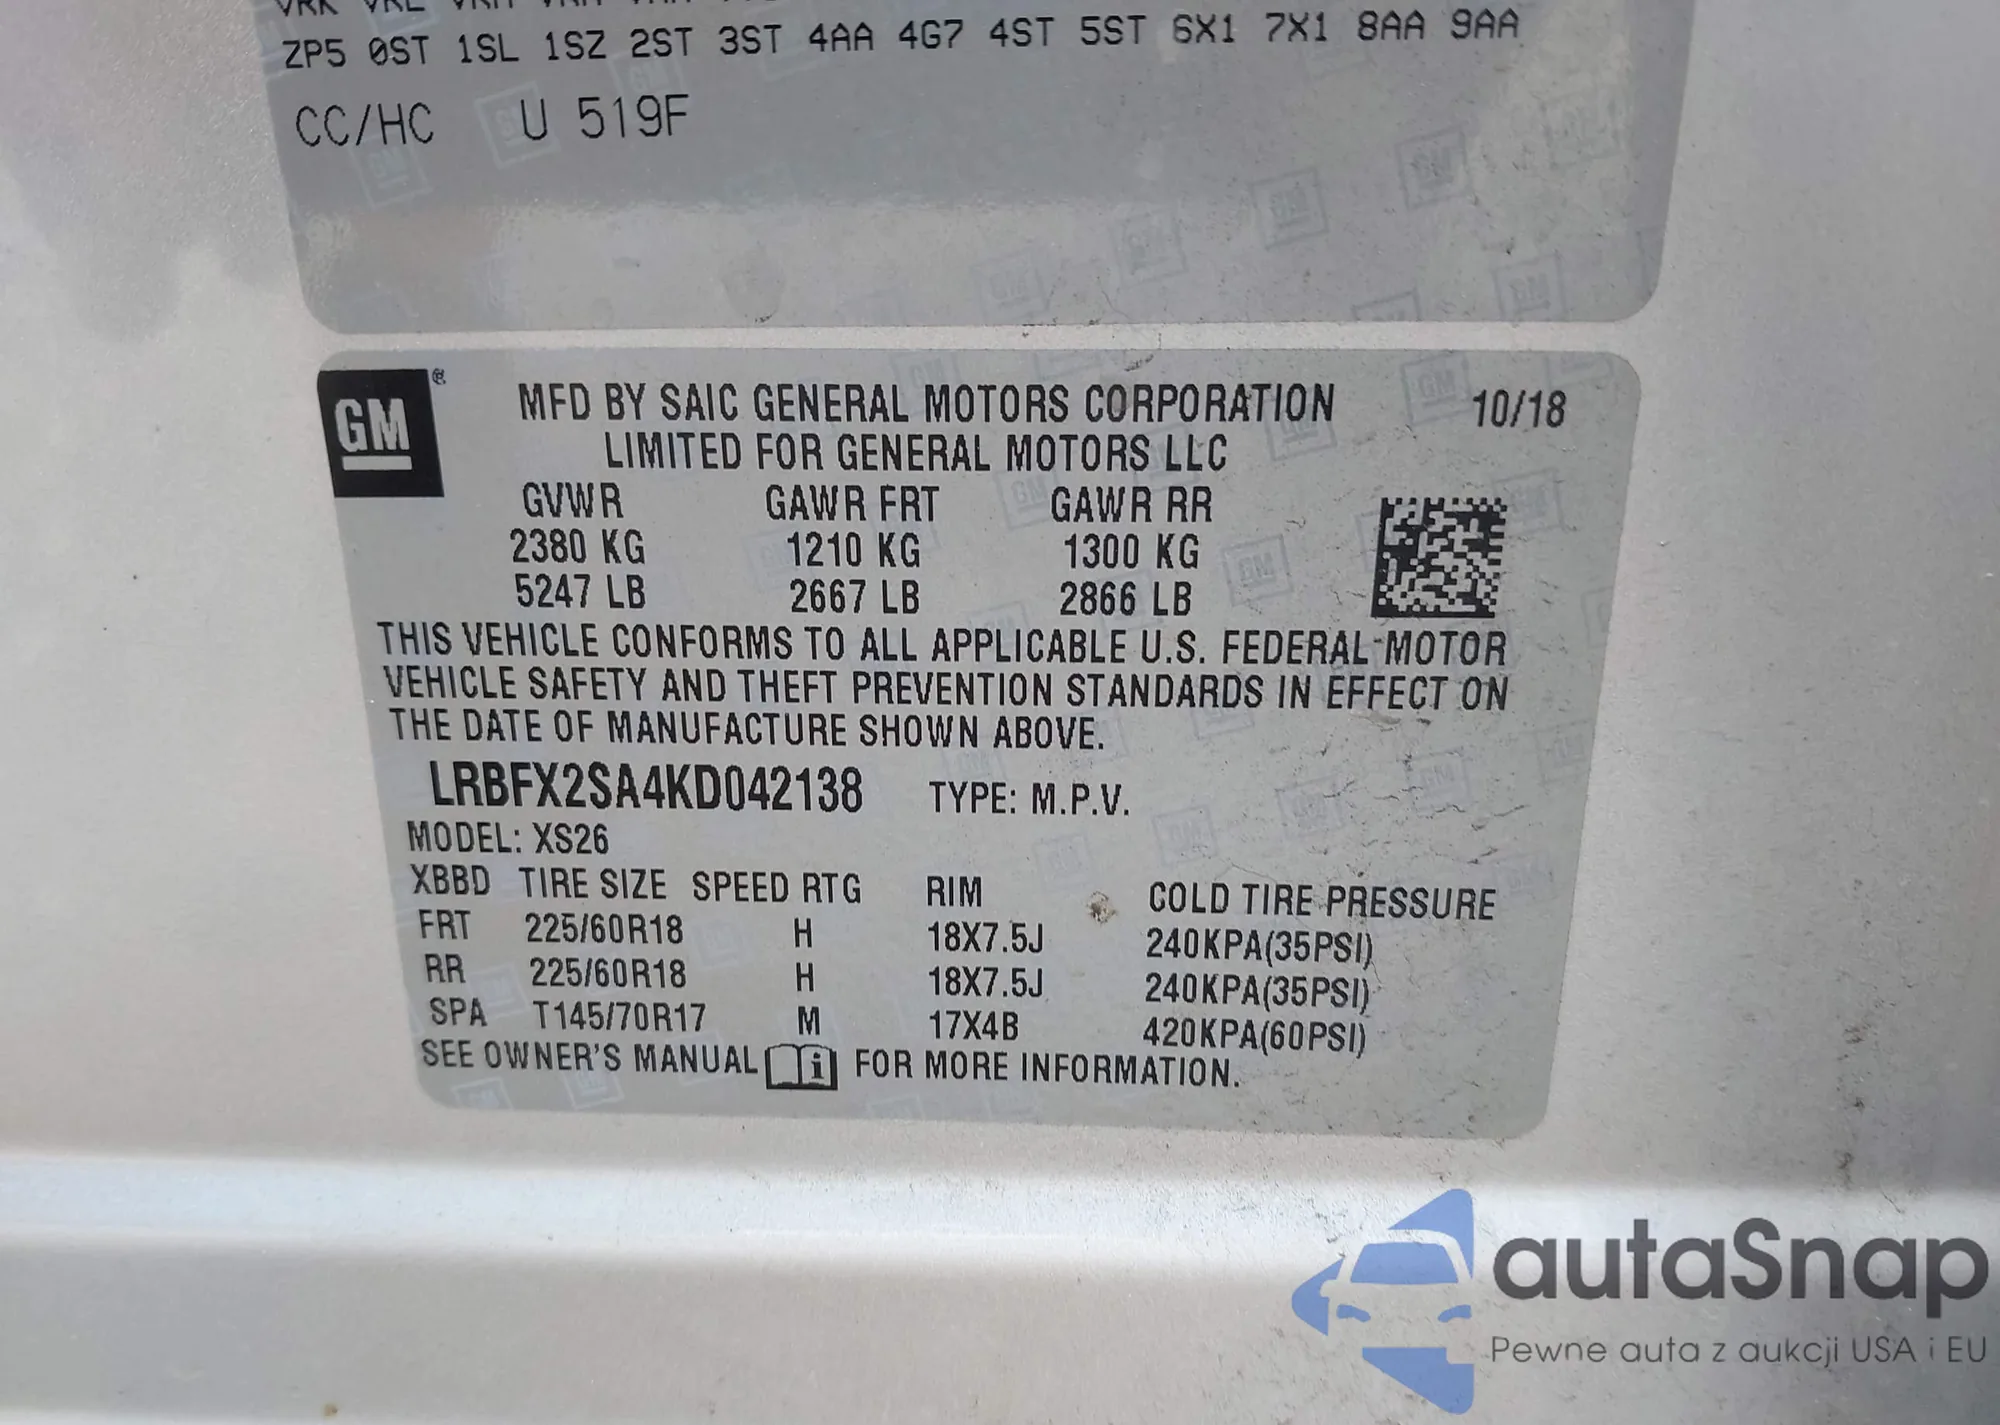 ZP5 0ST 1SL 1SZ 2ST 3ST 4AA 4G7 4ST 5ST 6X1 7X1 8AA 9AA
CC/HC U 519F
GM ®
MFD BY SAIC GENERAL MOTORS CORPORATION 10/18
LIMITED FOR GENERAL MOTORS LLC
GVWR GAWR FRT GAWR RR
2380 KG 1210 KG 1300 KG
5247 LB 2667 LB 2866 LB
THIS VEHICLE CONFORMS TO ALL APPLICABLE U.S. FEDERAL MOTOR
VEHICLE SAFETY AND THEFT PREVENTION STANDARDS IN EFFECT ON
THE DATE OF MANUFACTURE SHOWN ABOVE.
LRBFX2SA4KD042138 TYPE: M.P.V.
MODEL: XS26
XBBD TIRE SIZE SPEED RTG RIM COLD TIRE PRESSURE
FRT 225/60R18 H 18X7.5J 240KPA(35PSI)
RR 225/60R18 H 18X7.5J 240KPA(35PSI)
SPA T145/70R17 M 17X4B 420KPA(60PSI)
SEE OWNER'S MANUAL i FOR MORE INFORMATION.
autaSnap
Pewne auta z aukcji USA i EU